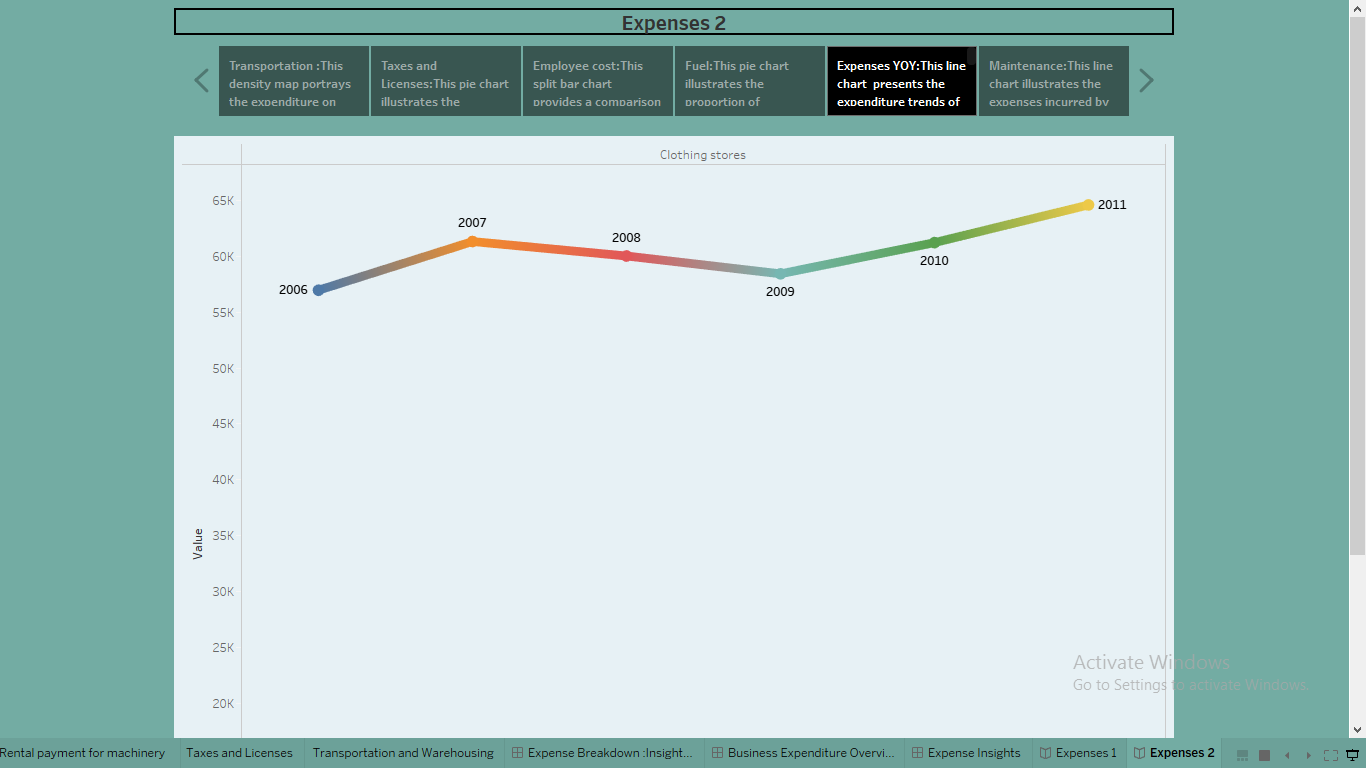 Expenses 2
Transportation :This
density map portrays
the expenditure on
Taxes and
Licenses:This pie chart
illustrates the
Employee cost:This
split bar chart
provides a comparison
Fuel:This pie chart
illustrates the
proportion of
Expenses YOY:This line
chart presents the
expenditure trends of
Maintenance:This line
chart illustrates the
expenses incurred by
Clothing stores
65K
60K
55K
50K
45K
40K
35K
30K
25K
20K
Value
2006
2007
2008
2009
2010
2011
Activate Windows
Go to Settings to activate Windows.
Rental payment for machinery
Taxes and Licenses
Transportation and Warehousing
Expense Breakdown :Insight...
Business Expenditure Overvi...
Expense Insights
Expenses 1
Expenses 2